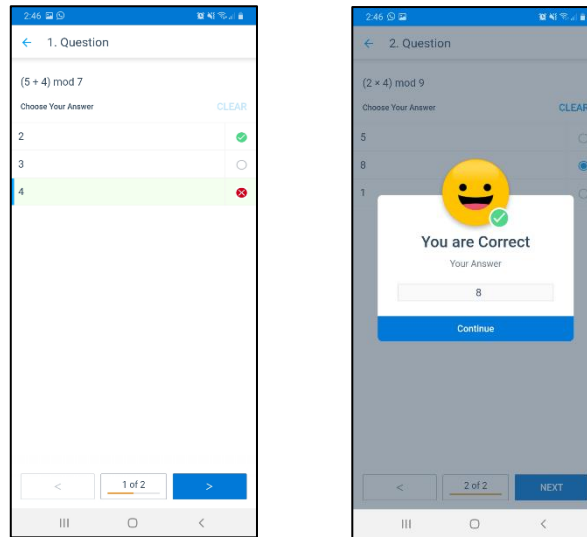 2:46
← 1. Question
(5 + 4) mod 7
Choose Your Answer CLEAR
2
3
4
< 1 of 2 >
2:46
← 2. Question
(2 × 4) mod 9
Choose Your Answer CLEAR
5
8
1
You are Correct
Your Answer
8
Continue
< 2 of 2 NEXT